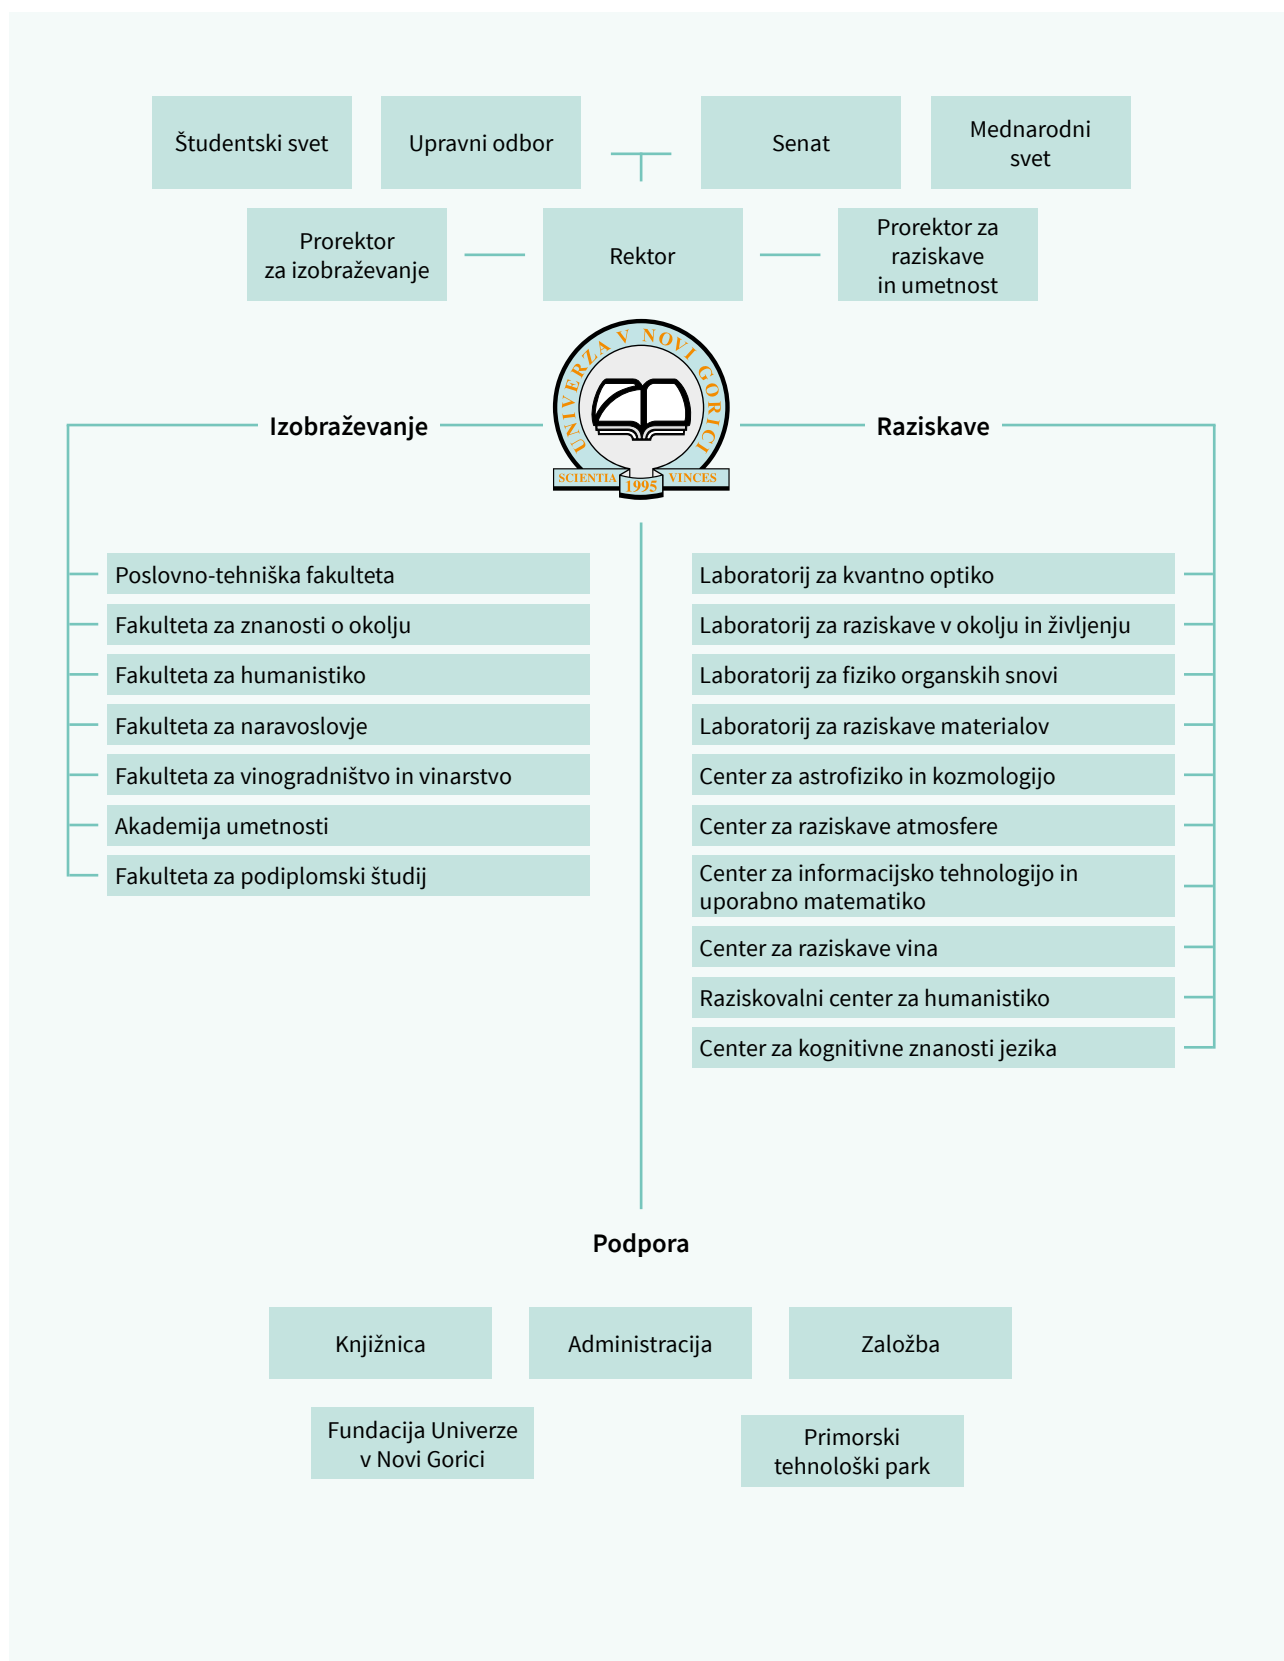 Študentski svet
Upravni odbor
Senat
Mednarodni
svet
Prorektor
za izobraževanje
Rektor
Prorektor za
raziskave
in umetnost
UNIVERZA V NOVI GORICI
SCIENTIA
1995
VINCES
Izobraževanje
Raziskave
Poslovno-tehniška fakulteta
Fakulteta za znanosti o okolju
Fakulteta za humanistiko
Fakulteta za naravoslovje
Fakulteta za vinogradništvo in vinarstvo
Akademija umetnosti
Fakulteta za podiplomski študij
Laboratorij za kvantno optiko
Laboratorij za raziskave v okolju in življenju
Laboratorij za fiziko organskih snovi
Laboratorij za raziskave materialov
Center za astrofiziko in kozmologijo
Center za raziskave atmosfere
Center za informacijsko tehnologijo in
uporabno matematiko
Center za raziskave vina
Raziskovalni center za humanistiko
Center za kognitivne znanosti jezika
Podpora
Knjižnica
Administracija
Založba
Fundacija Univerze
v Novi Gorici
Primorski
tehnološki park